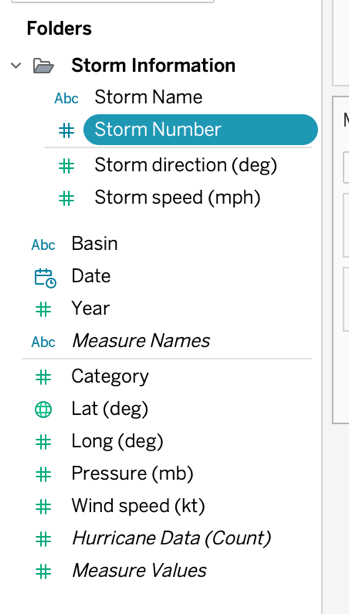 Folders
Storm Information
Abc Storm Name
# Storm Number
# Storm direction (deg)
# Storm speed (mph)
Abc Basin
Date
# Year
Abc Measure Names
# Category
Lat (deg)
# Long (deg)
# Pressure (mb)
# Wind speed (kt)
# Hurricane Data (Count)
# Measure Values